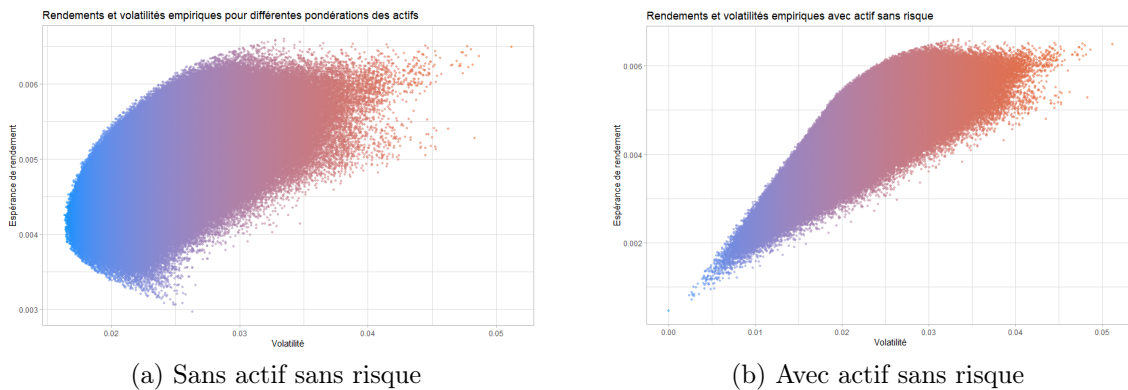 Rendements et volatilités empiriques pour différentes pondérations des actifs
Espérance de rendement
0.006
0.005
0.004
0.003
0.02
0.03
0.04
0.05
Volatilité
(a) Sans actif sans risque
Rendements et volatilités empiriques avec actif sans risque
Espérance de rendement
0.006
0.004
0.002
0.00
0.01
0.02
0.03
0.04
0.05
Volatilité
(b) Avec actif sans risque